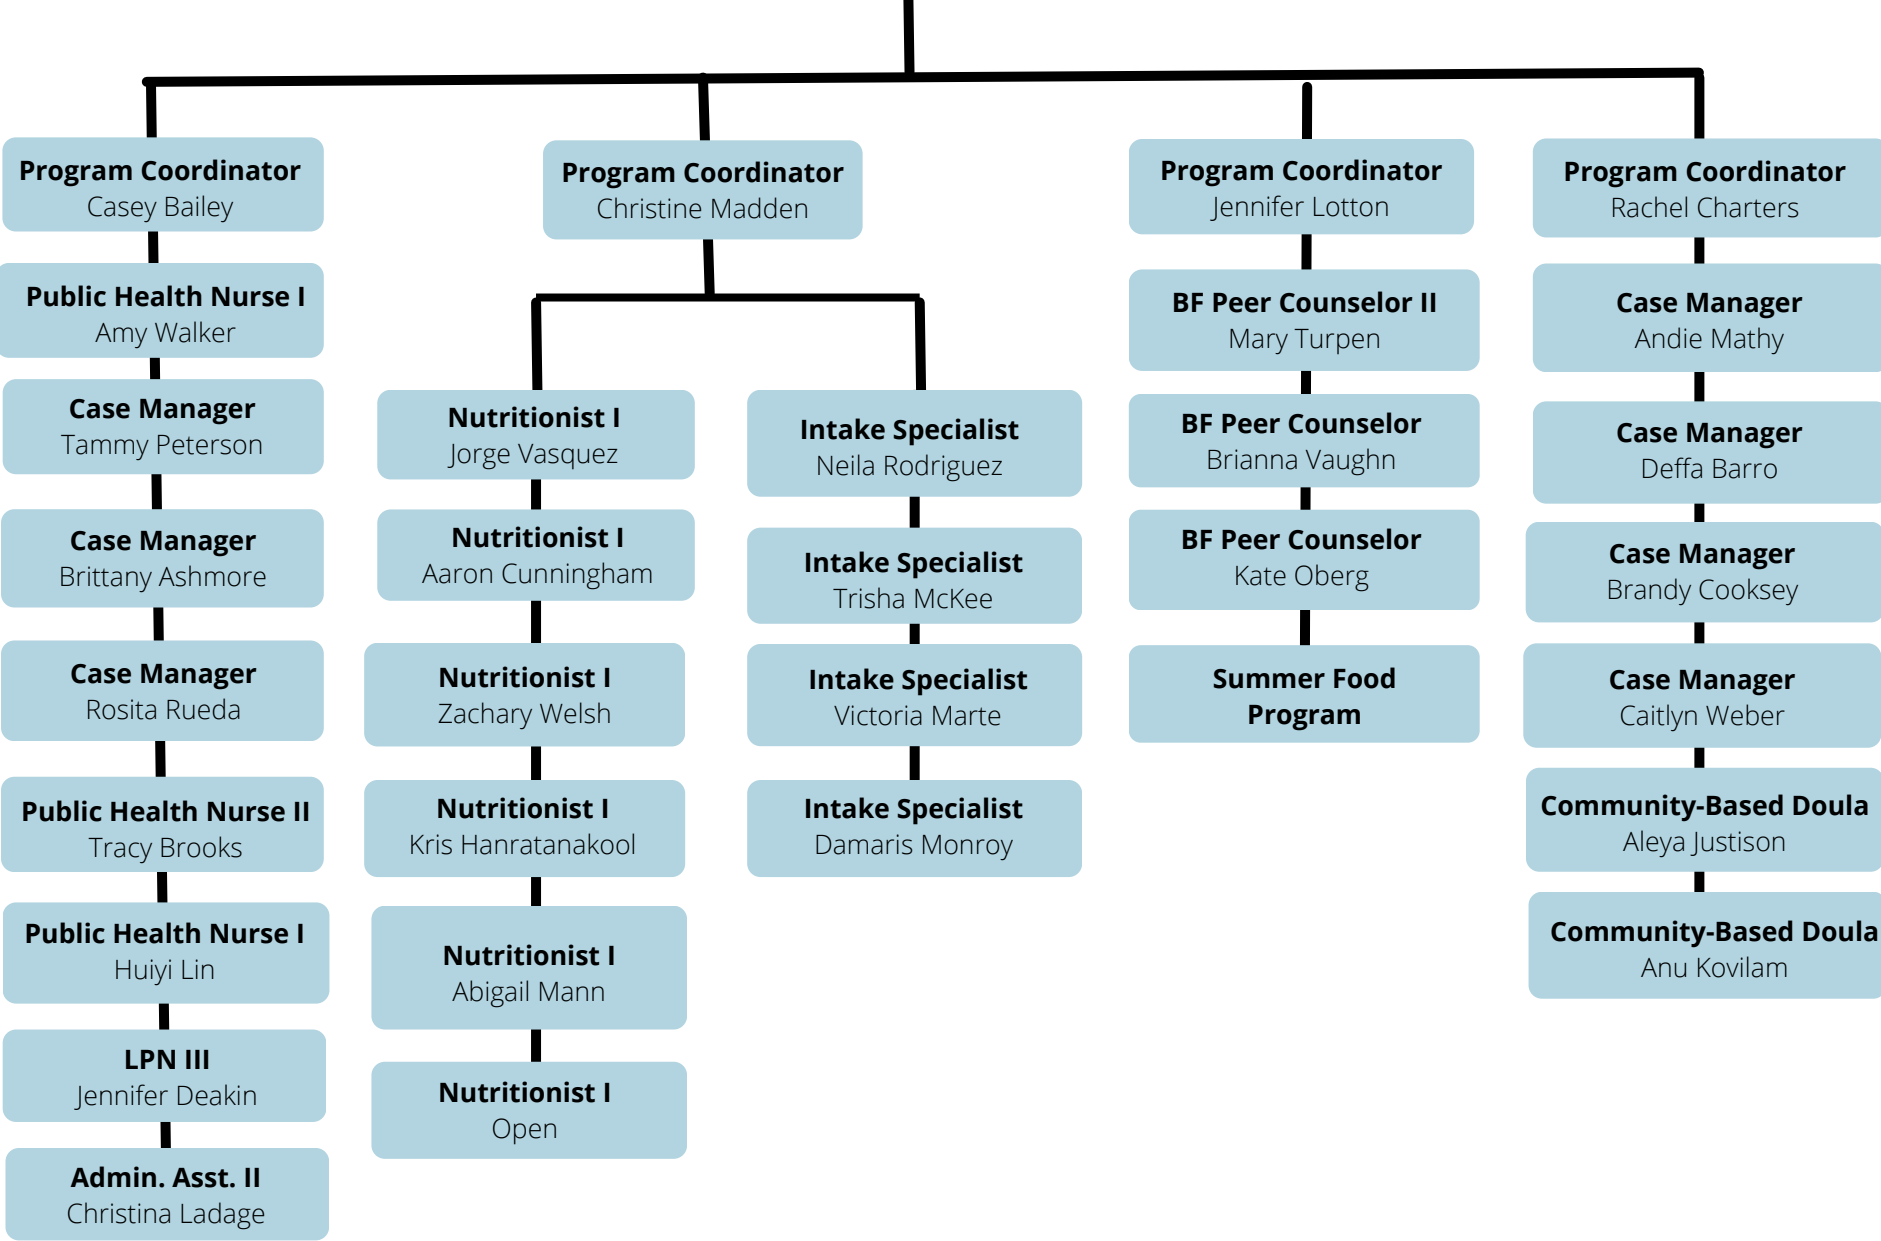 Program Coordinator
Casey Bailey
Public Health Nurse I
Amy Walker
Case Manager
Tammy Peterson
Case Manager
Brittany Ashmore
Case Manager
Rosita Rueda
Public Health Nurse II
Tracy Brooks
Public Health Nurse I
Huiyi Lin
LPN III
Jennifer Deakin
Admin. Asst. II
Christina Ladage
Program Coordinator
Christine Madden
Nutritionist I
Jorge Vasquez
Nutritionist I
Aaron Cunningham
Nutritionist I
Zachary Welsh
Nutritionist I
Kris Hanratanakool
Nutritionist I
Abigail Mann
Nutritionist I
Open
Intake Specialist
Neila Rodriguez
Intake Specialist
Trisha McKee
Intake Specialist
Victoria Marte
Intake Specialist
Damaris Monroy
Program Coordinator
Jennifer Lotton
BF Peer Counselor II
Mary Turpen
BF Peer Counselor
Brianna Vaughn
BF Peer Counselor
Kate Oberg
Summer Food
Program
Program Coordinator
Rachel Charters
Case Manager
Andie Mathy
Case Manager
Deffa Barro
Case Manager
Brandy Cooksey
Case Manager
Caitlyn Weber
Community-Based Doula
Aleya Justison
Community-Based Doula
Anu Kovilam